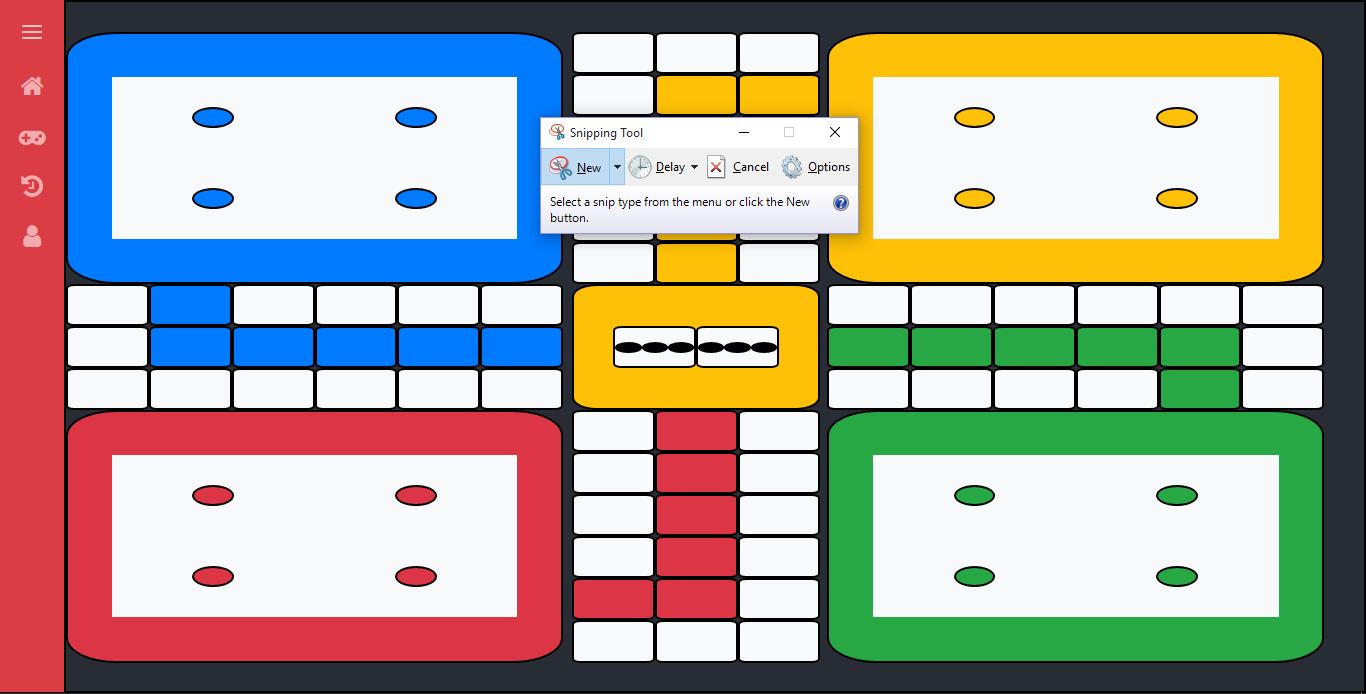 Snipping Tool
New Delay Cancel Options
Select a snip type from the menu or click the New
button.
?